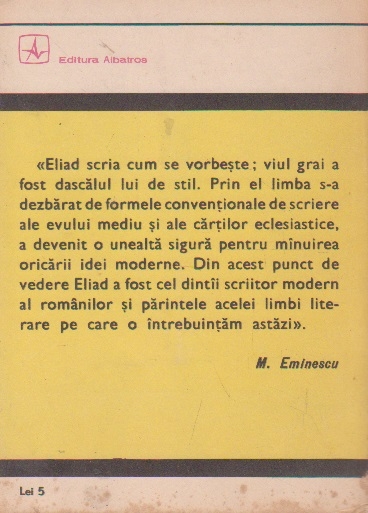 Editura Albatros
«Eliad scria cum se vorbește; viul grai a
fost dascălul lui de stil. Prin el limba s-a
dezbărat de formele convenționale de scriere
ale evului mediu și ale cărților eclesiastice,
a devenit o unealtă sigură pentru mînuirea
oricării idei moderne. Din acest punct de
vedere Eliad a fost cel dintîi scriitor modern
al românilor și părintele acelei limbi lite-
rare pe care o întrebuințăm astăzi».
M. Eminescu
Lei 5